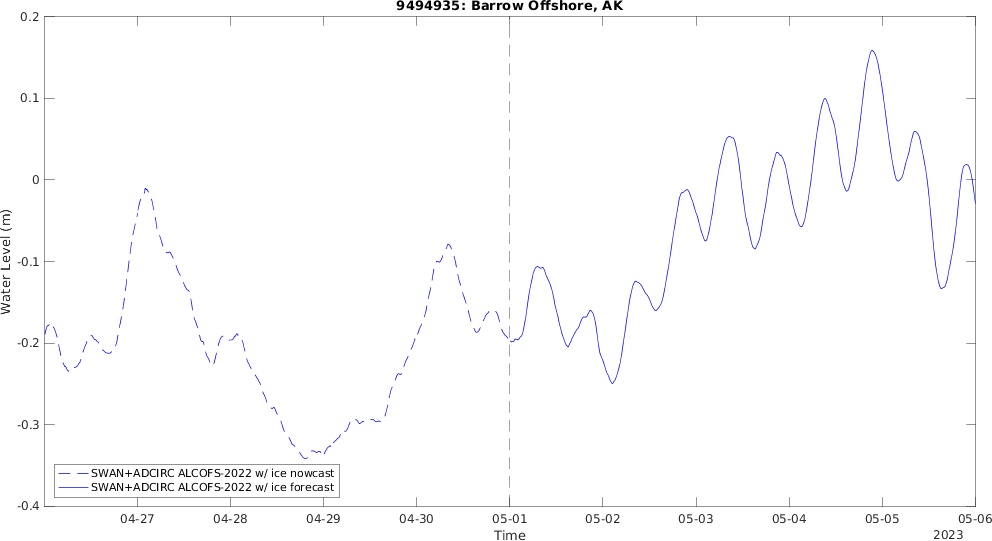 9494935: Barrow Offshore, AK
0.2
0.1
0
-0.1
-0.2
-0.3
-0.4
Water Level (m)
SWAN+ADCIRC ALCOFS-2022 w/ ice nowcast
SWAN+ADCIRC ALCOFS-2022 w/ ice forecast
04-27 04-28 04-29 04-30 05-01 05-02 05-03 05-04 05-05 05-06
Time
2023